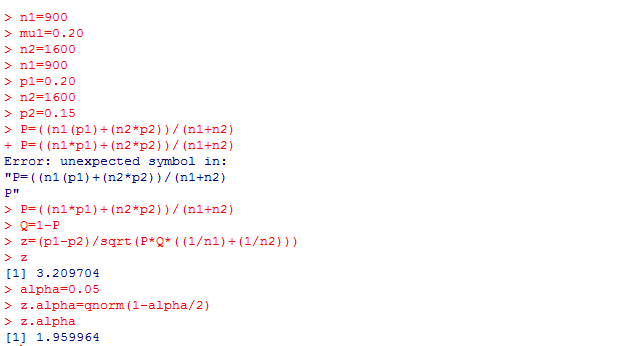 > n1=900
> mu1=0.20
> n2=1600
> n1=900
> p1=0.20
> n2=1600
> p2=0.15
> P=((n1(p1)+(n2*p2))/(n1+n2)
+ P=((n1*p1)+(n2*p2))/(n1+n2)
Error: unexpected symbol in:
"P=((n1(p1)+(n2*p2))/(n1+n2)
P"
> P=((n1*p1)+(n2*p2))/(n1+n2)
> Q=1-P
> z=(p1-p2)/sqrt(P*Q*((1/n1)+(1/n2)))
> z
[1] 3.209704
> alpha=0.05
> z.alpha=qnorm(1-alpha/2)
> z.alpha
[1] 1.959964